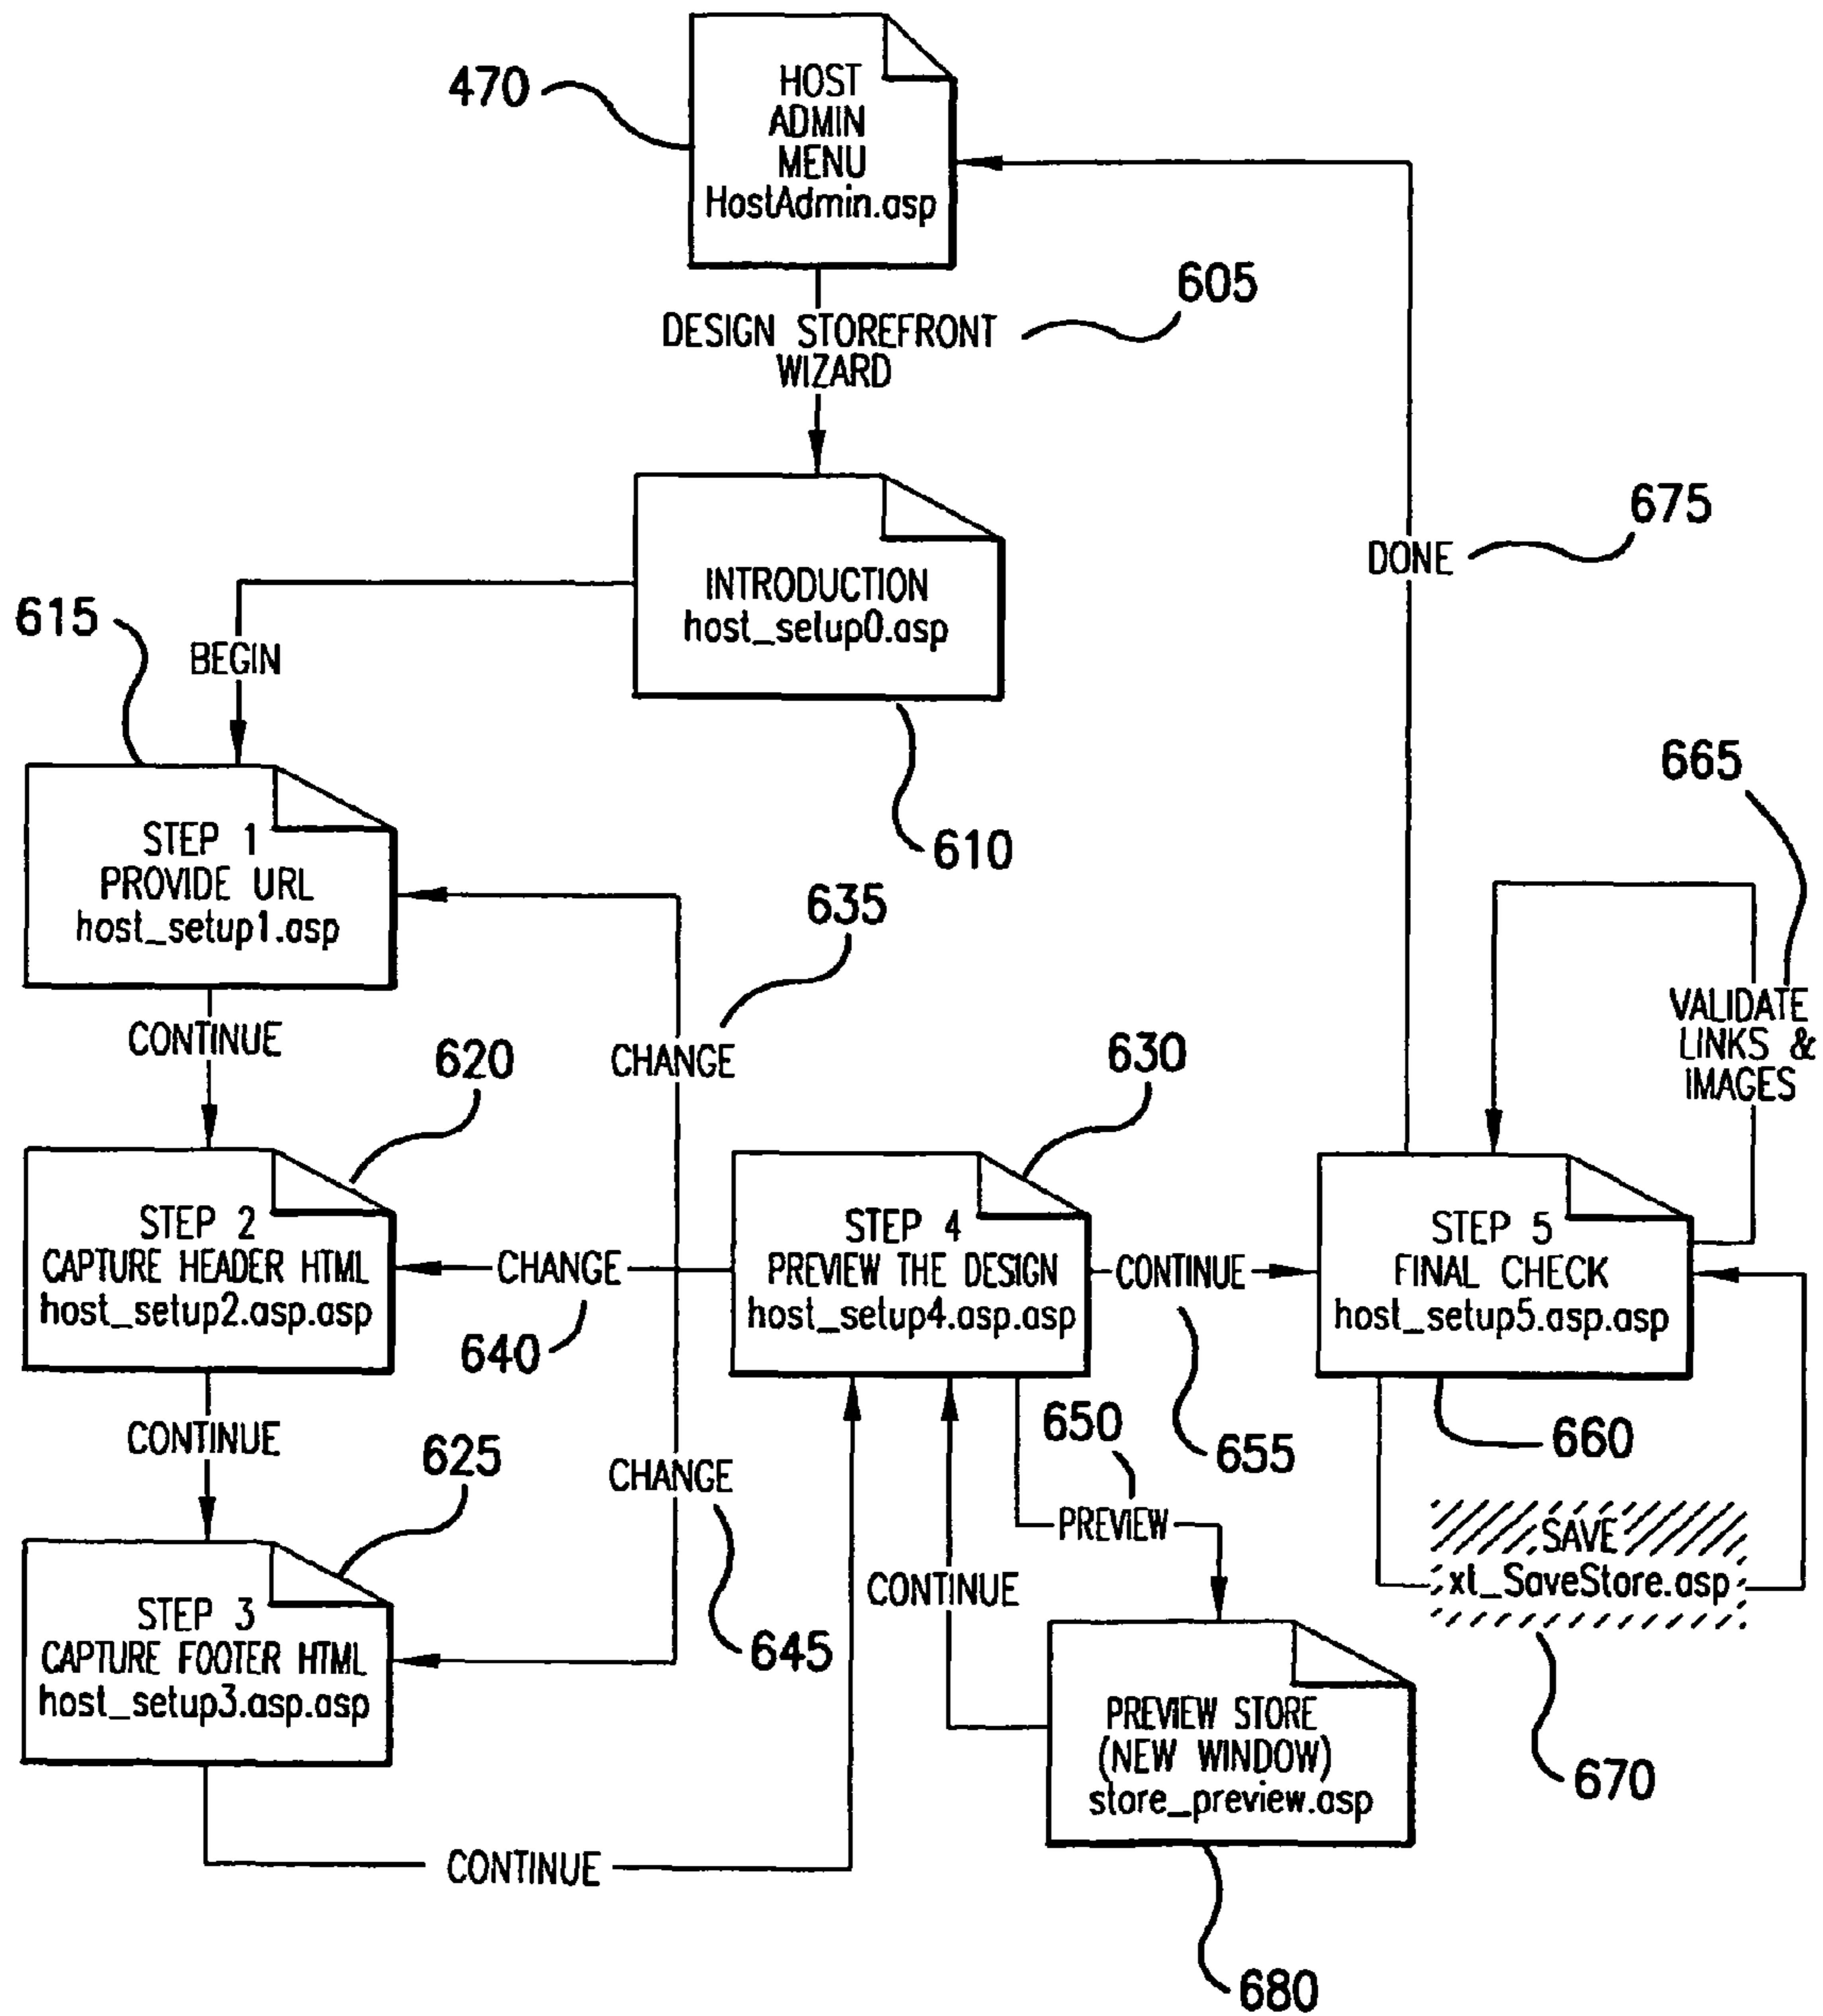 470
HOST
ADMIN
MENU
HostAdmin.asp
605
DESIGN STOREFRONT
WIZARD
675
DONE
INTRODUCTION
host_setup0.asp
615
BEGIN
610
665
STEP 1
PROVIDE URL
host_setup1.asp
635
VALIDATE
LINKS &
IMAGES
CONTINUE
620
CHANGE
630
STEP 2
CAPTURE HEADER HTML
host_setup2.asp.asp
CHANGE
640
STEP 4
PREVIEW THE DESIGN
host_setup4.asp.asp
CONTINUE
655
STEP 5
FINAL CHECK
host_setup5.asp.asp
660
CONTINUE
625
CHANGE
645
650
PREVIEW
SAVE
xt_SaveStore.asp
670
STEP 3
CAPTURE FOOTER HTML
host_setup3.asp.asp
CONTINUE
PREVIEW STORE
(NEW WINDOW)
store_preview.asp
CONTINUE
680